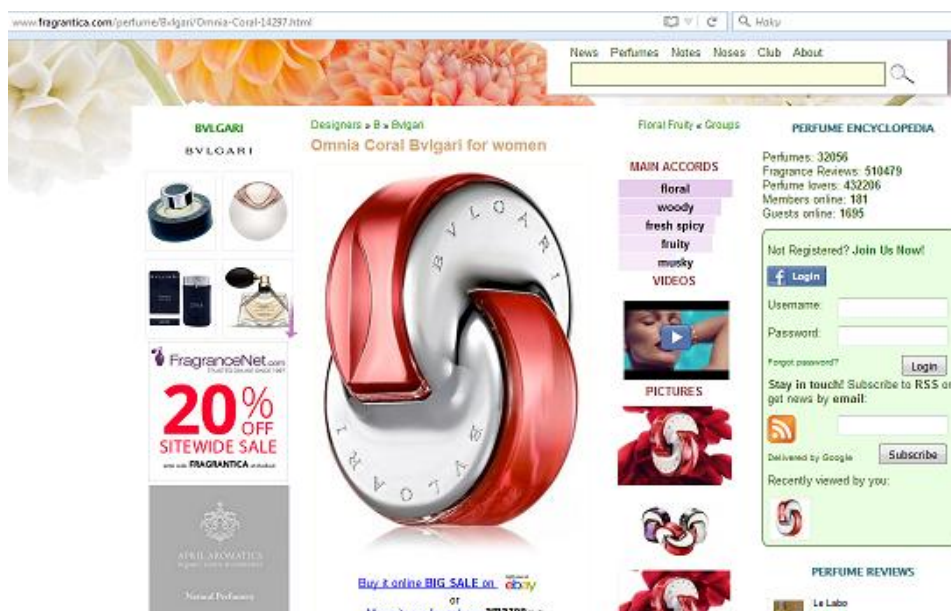 www.fragrantica.com/perfume/Bvlgari/Omnia-Coral-14297.html
Haku
News Perfumes Notes Noses Club About
BVLGARI
BVLGARI
FragranceNet.com
20% OFF
SITEWIDE SALE
FRAGRANTICA
APRIL AROMATICS
Natural Perfumery
Designers » B » Bvlgari
Omnia Coral Bvlgari for women
BVLGARI
BVLGARI
Buy it online BIG SALE on ebay
or
Floral Fruity « Groups
MAIN ACCORDS
floral
woody
fresh spicy
fruity
musky
VIDEOS
PICTURES
PERFUME ENCYCLOPEDIA
Perfumes: 32056
Fragrance Reviews: 510479
Perfume lovers: 432206
Members online: 181
Guests online: 1695
Not Registered? Join Us Now!
f Login
Username:
Password:
Forgot password?
Login
Stay in touch! Subscribe to RSS or
get news by email:
Delivered by Google
Subscribe
Recently viewed by you:
PERFUME REVIEWS
Le Labo